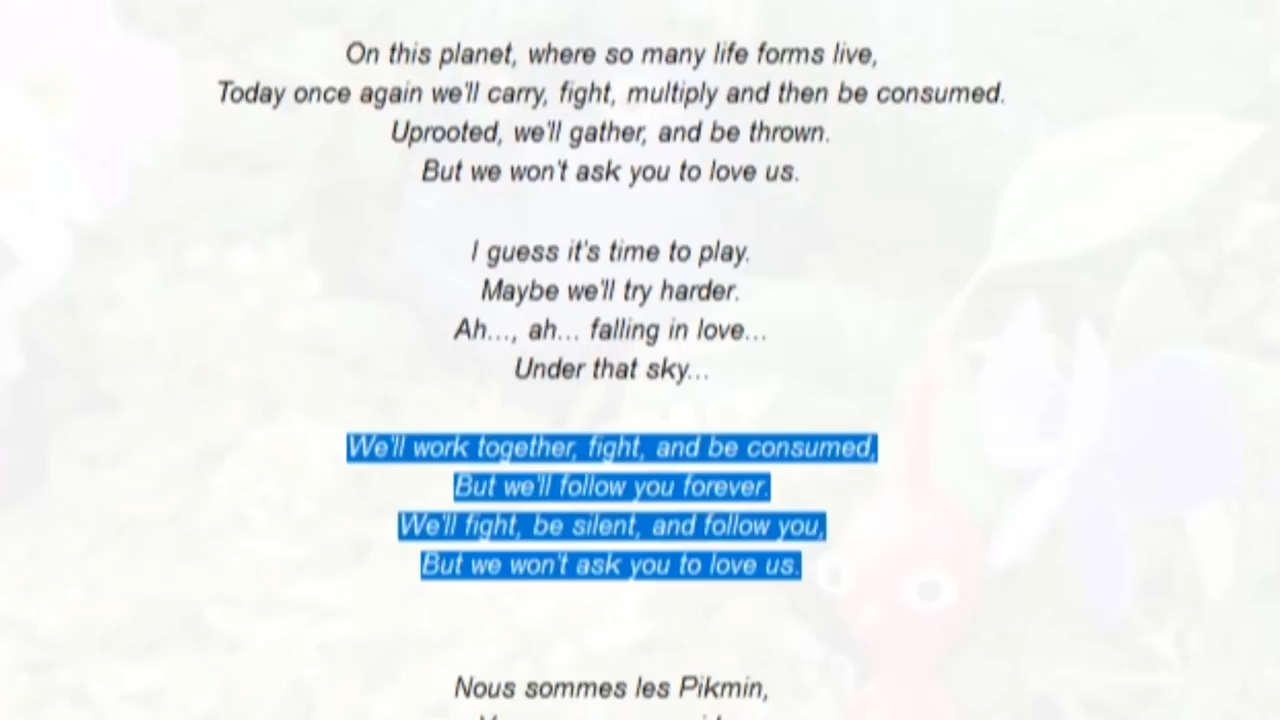 On this planet, where so many life forms live,
Today once again we'll carry, fight, multiply and then be consumed.
Uprooted, we'll gather, and be thrown.
But we won't ask you to love us.
I guess it's time to play.
Maybe we'll try harder.
Ah..., ah... falling in love...
Under that sky...
We'll work together, fight, and be consumed,
But we'll follow you forever.
We'll fight, be silent, and follow you,
But we won't ask you to love us.
Nous sommes les Pikmin,